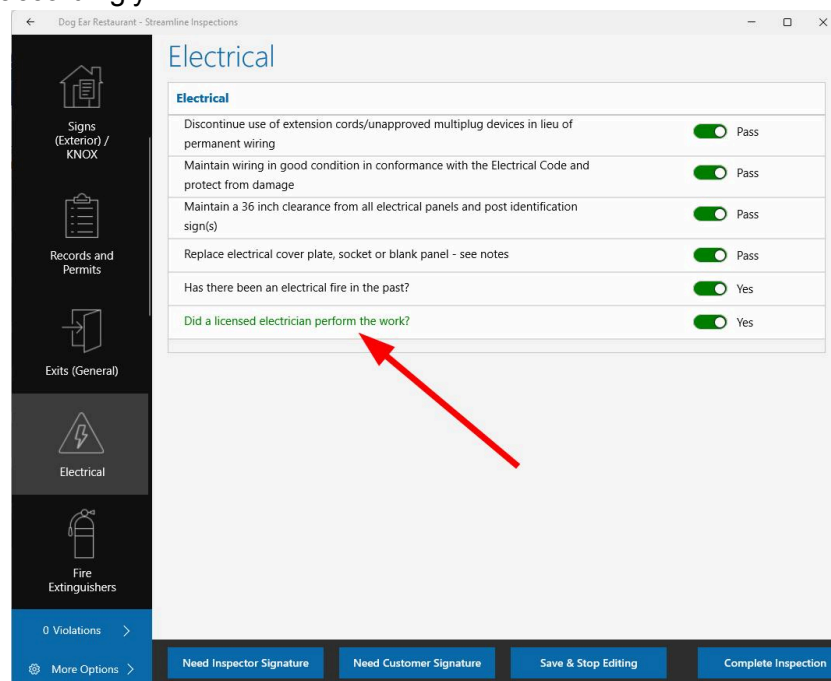 Dog Ear Restaurant - Streamline Inspections
Electrical
Electrical
Discontinue use of extension cords/unapproved multiplug devices in lieu of
permanent wiring
Pass
Maintain wiring in good condition in conformance with the Electrical Code and
protect from damage
Pass
Maintain a 36 inch clearance from all electrical panels and post identification
sign(s)
Pass
Replace electrical cover plate, socket or blank panel - see notes
Pass
Has there been an electrical fire in the past?
Yes
Did a licensed electrician perform the work?
Yes
Signs
(Exterior) /
KNOX
Records and
Permits
Exits (General)
Electrical
Fire
Extinguishers
0 Violations
More Options
Need Inspector Signature
Need Customer Signature
Save & Stop Editing
Complete Inspection